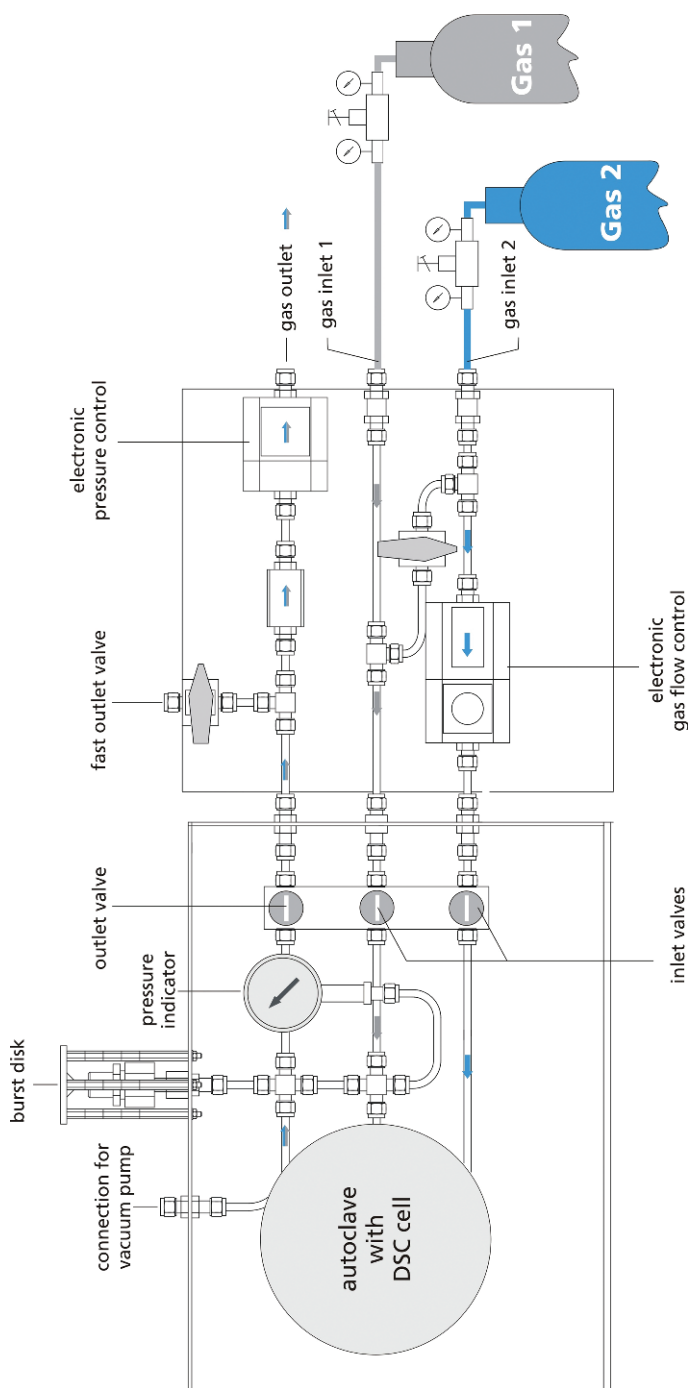 connection for
vacuum pump
burst disk
pressure
indicator
outlet valve
fast outlet valve
electronic
pressure control
gas outlet
gas inlet 1
gas inlet 2
Gas 1
Gas 2
autoclave
with
DSC cell
inlet valves
electronic
gas flow control